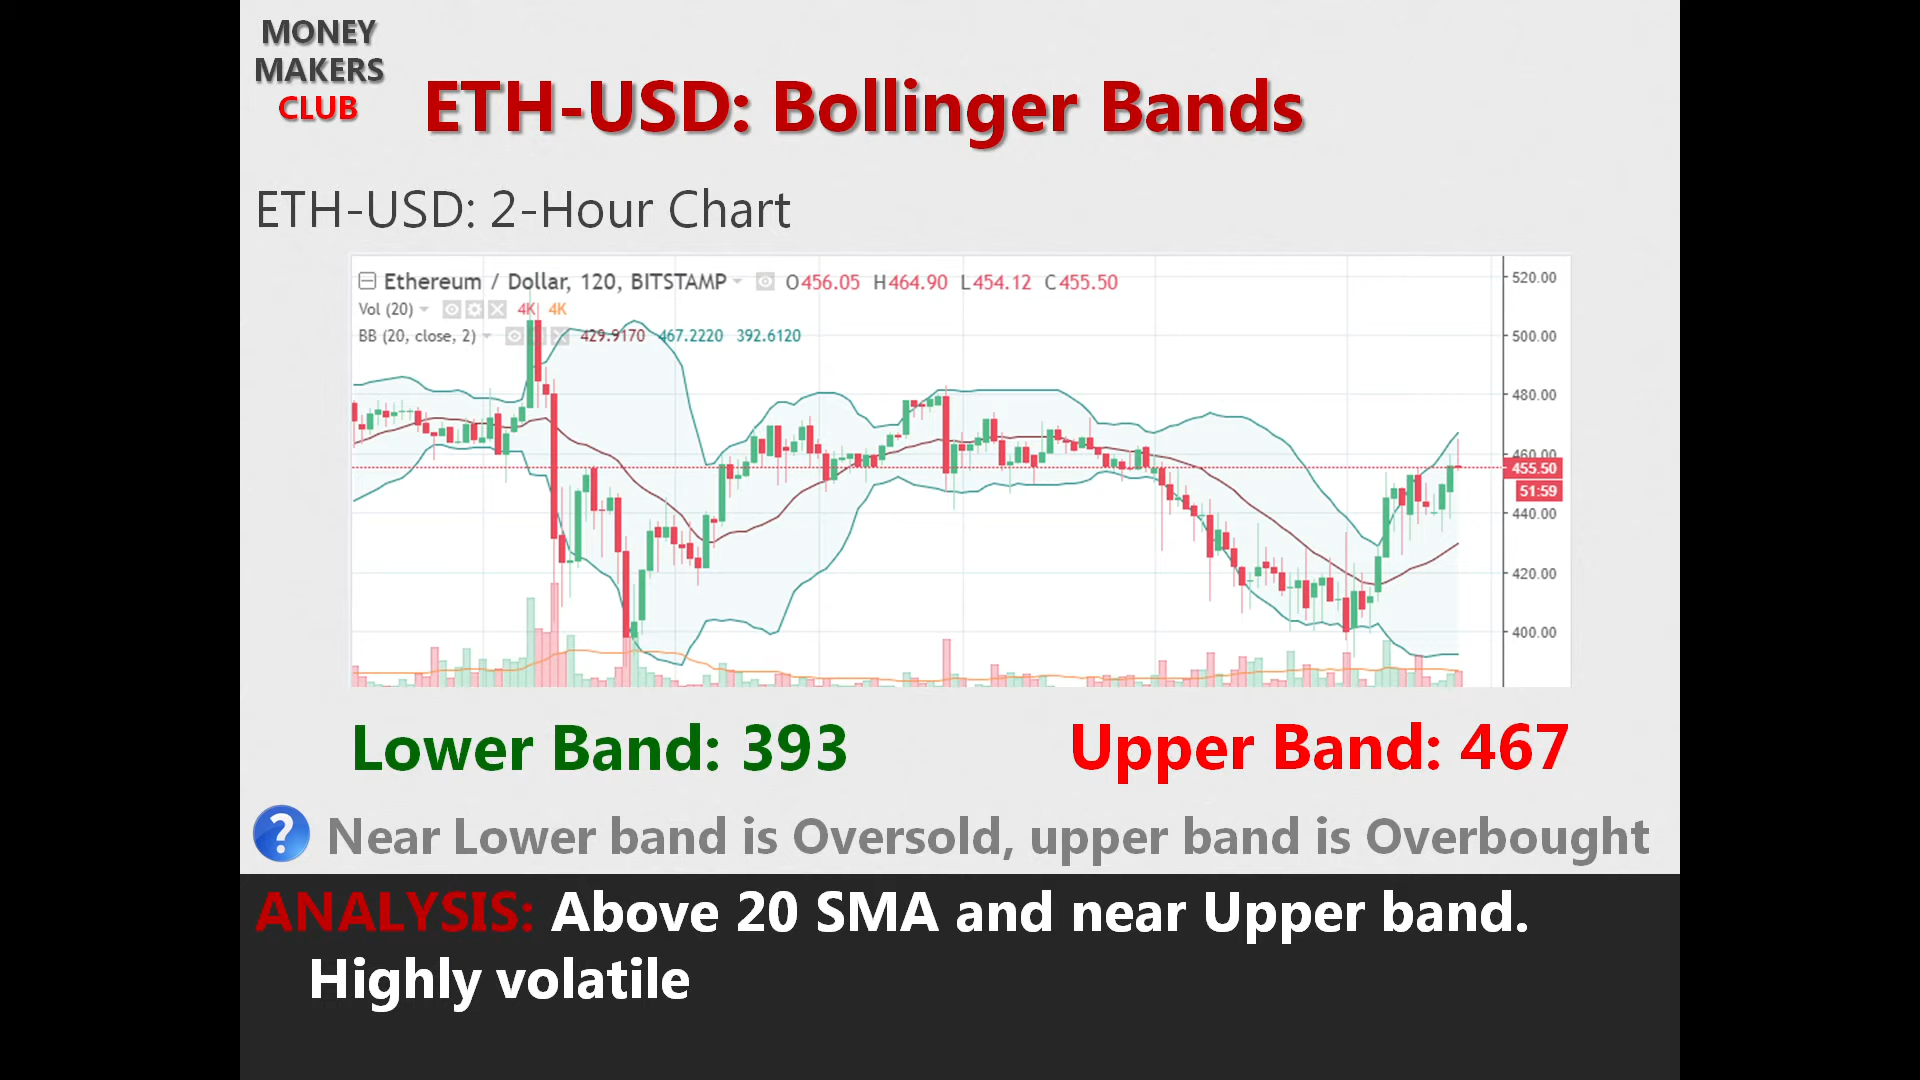 MONEY
MAKERS
CLUB
ETH-USD: Bollinger Bands
ETH-USD: 2-Hour Chart
Ethereum / Dollar, 120, BITSTAMP O456.05 H464.90 L454.12 C455.50
Vol (20) 4K 4K
BB (20, close, 2) 429.9170 467.2220 392.6120
520.00
500.00
480.00
460.00
455.50
51:59
440.00
420.00
400.00
Lower Band: 393
Upper Band: 467
? Near Lower band is Oversold, upper band is Overbought
ANALYSIS: Above 20 SMA and near Upper band.
Highly volatile